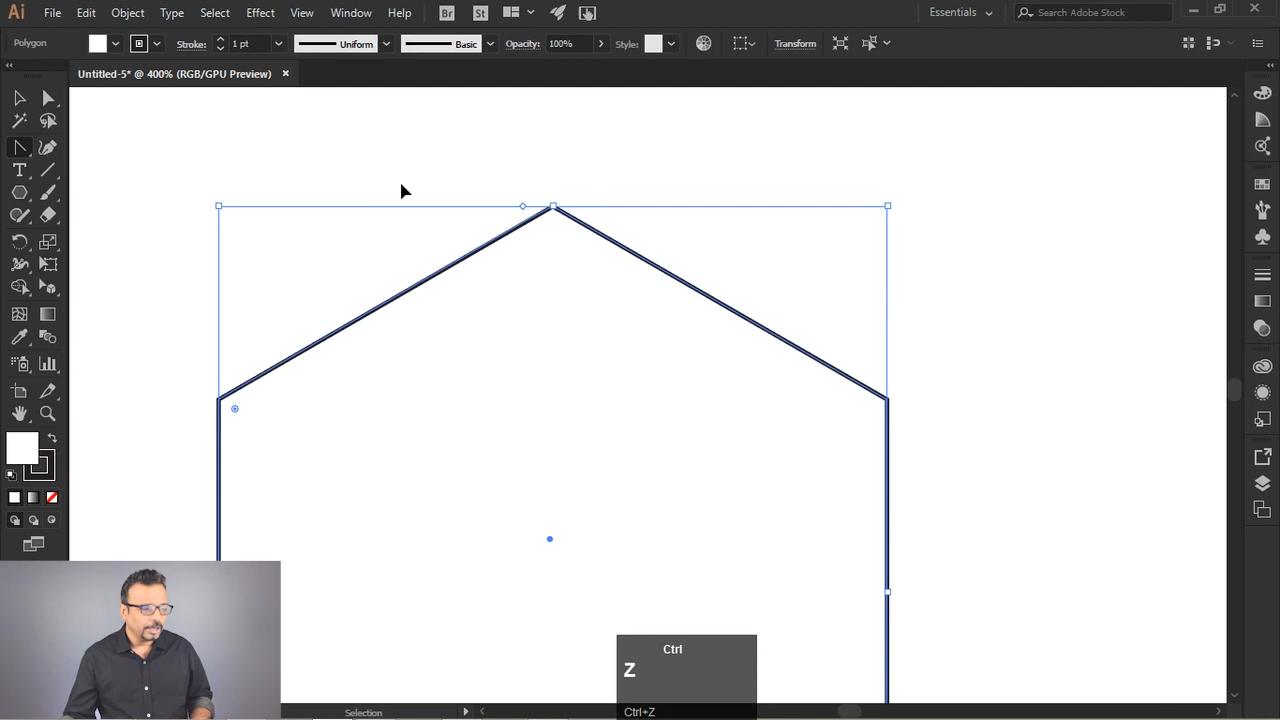 Ai File Edit Object Type Select Effect View Window Help Br St Essentials Search Adobe Stock
Polygon Stroke: 1 pt Uniform Basic Opacity: 100% Style: Transform
Untitled-5* @ 400% (RGB/GPU Preview)
T
Ctrl
Z
Ctrl+Z
Selection